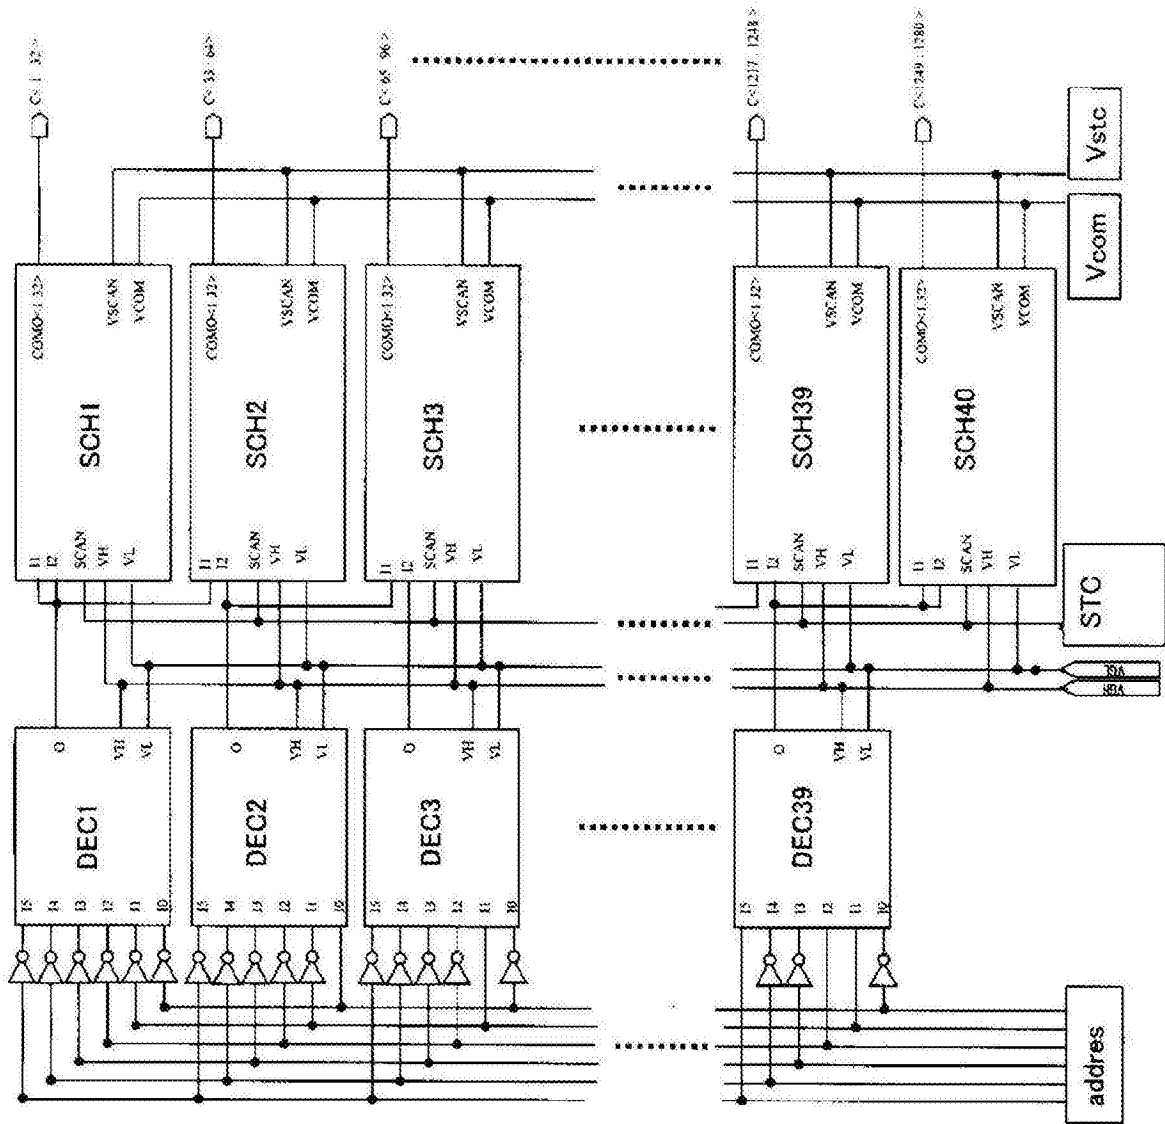 C< 1 32>
C< 33 64>
C< 65 96>
C<1217 1248>
C<1249 1280>
Vstc
Vcom
COMO<1 32>
VSCAN
VCOM
COMO<1 32>
VSCAN
VCOM
COMO<1 32>
VSCAN
VCOM
COMO<1 32>
VSCAN
VCOM
COMO<1 32>
VSCAN
VCOM
SCH1
SCH2
SCH3
SCH39
SCH40
I1
I2
SCAN
VH
VL
I1
I2
SCAN
VH
VL
I1
I2
SCAN
VH
VL
I1
I2
SCAN
VH
VL
I1
I2
SCAN
VH
VL
STC
VGL
VGH
O
VH
VL
O
VH
VL
O
VH
VL
O
VH
VL
DEC1
DEC2
DEC3
DEC39
I5
I4
I3
I2
I1
I0
I5
I4
I3
I2
I1
I0
I5
I4
I3
I2
I1
I0
I5
I4
I3
I2
I1
I0
addres